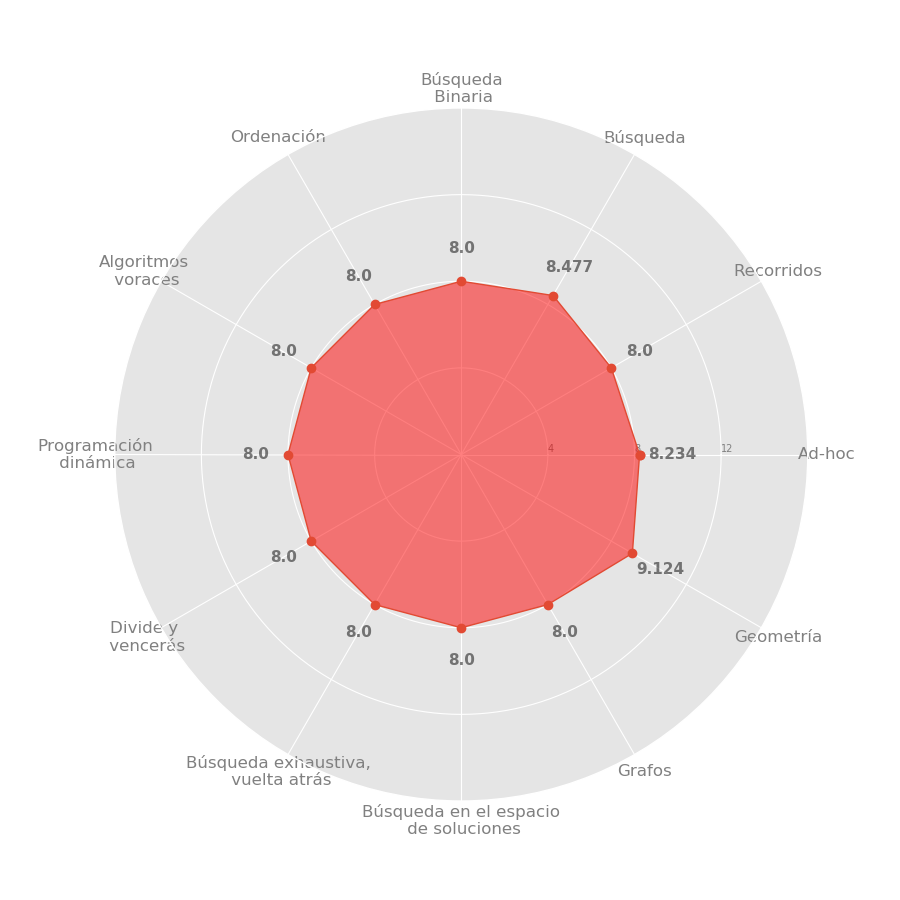 Búsqueda
Binaria
Ordenación
Búsqueda
8.0
Algoritmos
voraces
8.0
8.477
Recorridos
8.0
8.0
Programación
dinámica
8.0
4
8
12
8.234
Ad-hoc
8.0
9.124
Divide y
vencerás
8.0
8.0
Geometría
8.0
Búsqueda exhaustiva,
vuelta atrás
Grafos
Búsqueda en el espacio
de soluciones